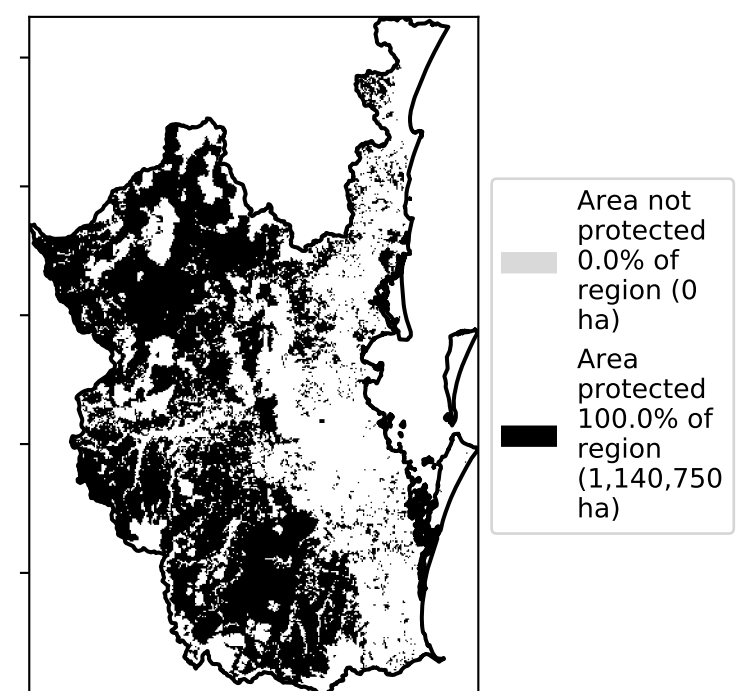 Area not
protected
0.0% of
region (0
ha)
Area
protected
100.0% of
region
(1,140,750
ha)